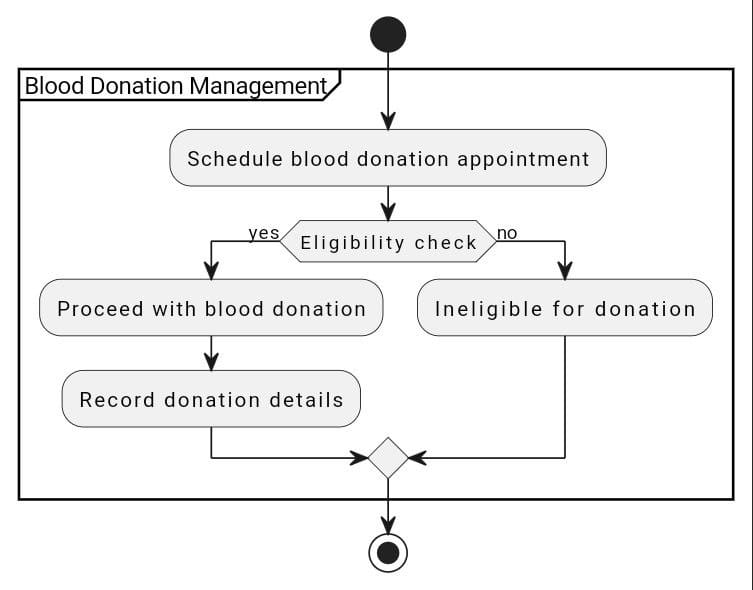 Blood Donation Management
Schedule blood donation appointment
yes
Eligibility check
no
Proceed with blood donation
Ineligible for donation
Record donation details